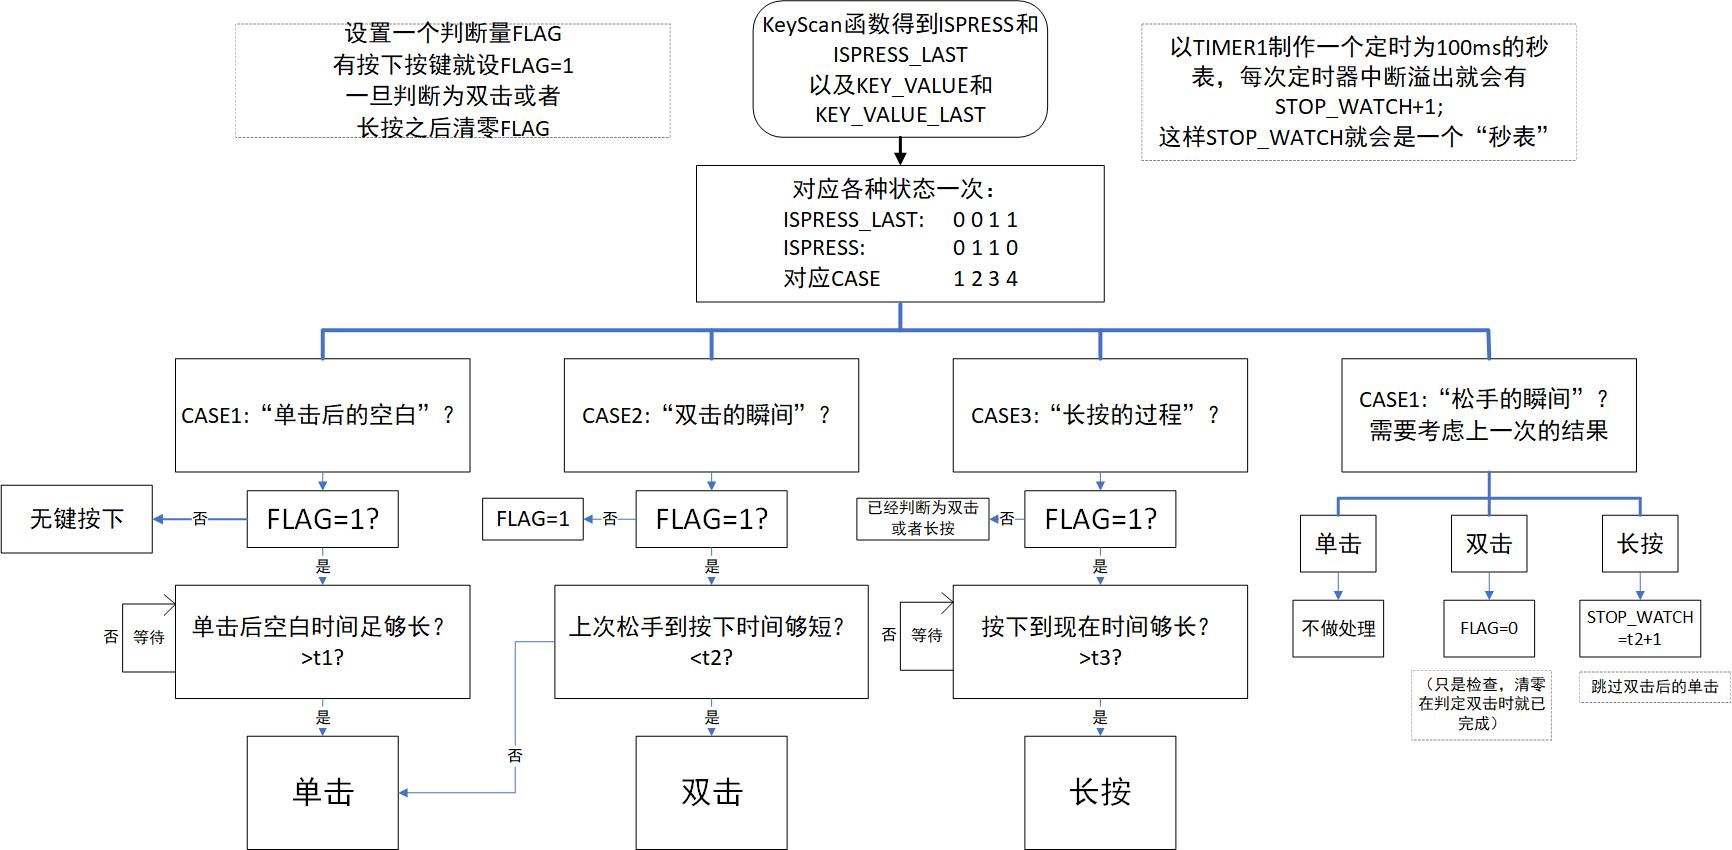 设置一个判断量FLAG
有按下按键就设FLAG=1
一旦判断为双击或者
长按之后清零FLAG
KeyScan函数得到ISPRESS和
ISPRESS_LAST
以及KEY_VALUE和
KEY_VALUE_LAST
以TIMER1制作一个定时为100ms的秒
表，每次定时器中断溢出就会有
STOP_WATCH+1;
这样STOP_WATCH就会是一个“秒表”
对应各种状态一次：
ISPRESS_LAST: 0 0 1 1
ISPRESS: 0 1 1 0
对应CASE 1 2 3 4
CASE1:“单击后的空白”？
CASE2:“双击的瞬间”？
CASE3:“长按的过程”？
CASE1:“松手的瞬间”？
需要考虑上一次的结果
无键按下
否
FLAG=1?
FLAG=1
否
FLAG=1?
已经判断为双击
或者长按
否
FLAG=1?
单击
双击
长按
是
是
是
否
等待
单击后空白时间足够长？
>t1?
上次松手到按下时间够短？
<t2?
否
等待
按下到现在时间够长？
>t3?
不做处理
FLAG=0
STOP_WATCH
=t2+1
（只是检查，清零
在判定双击时就已
完成）
跳过双击后的单击
是
否
是
是
单击
双击
长按